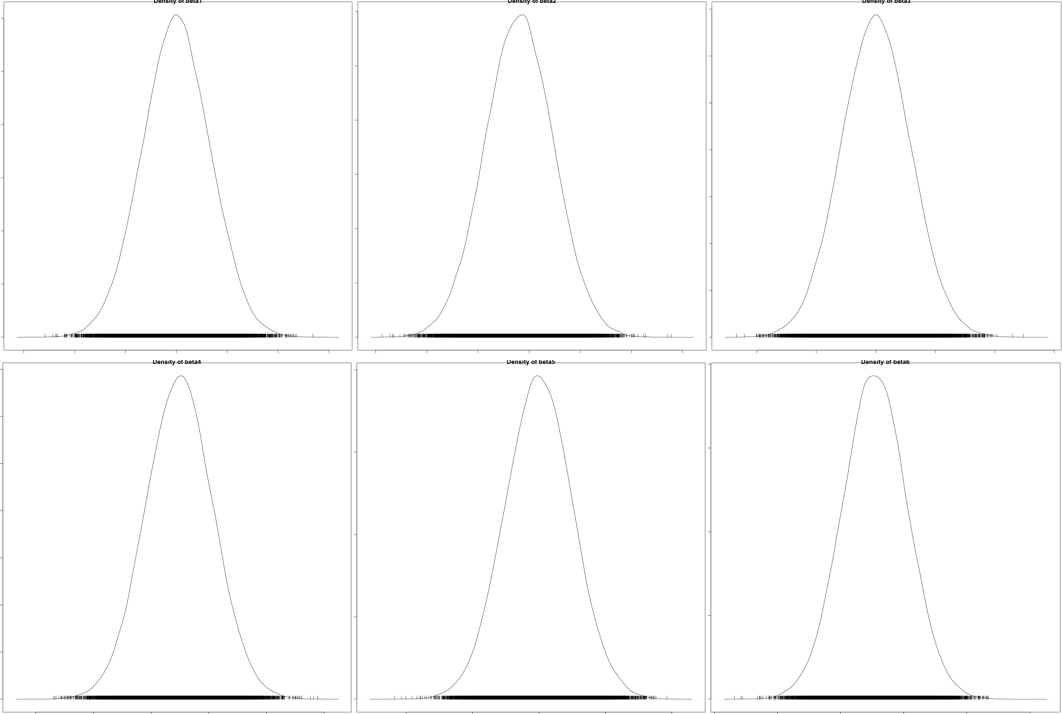 Density of beta1
Density of beta2
Density of beta3
Density of beta4
Density of beta5
Density of beta6